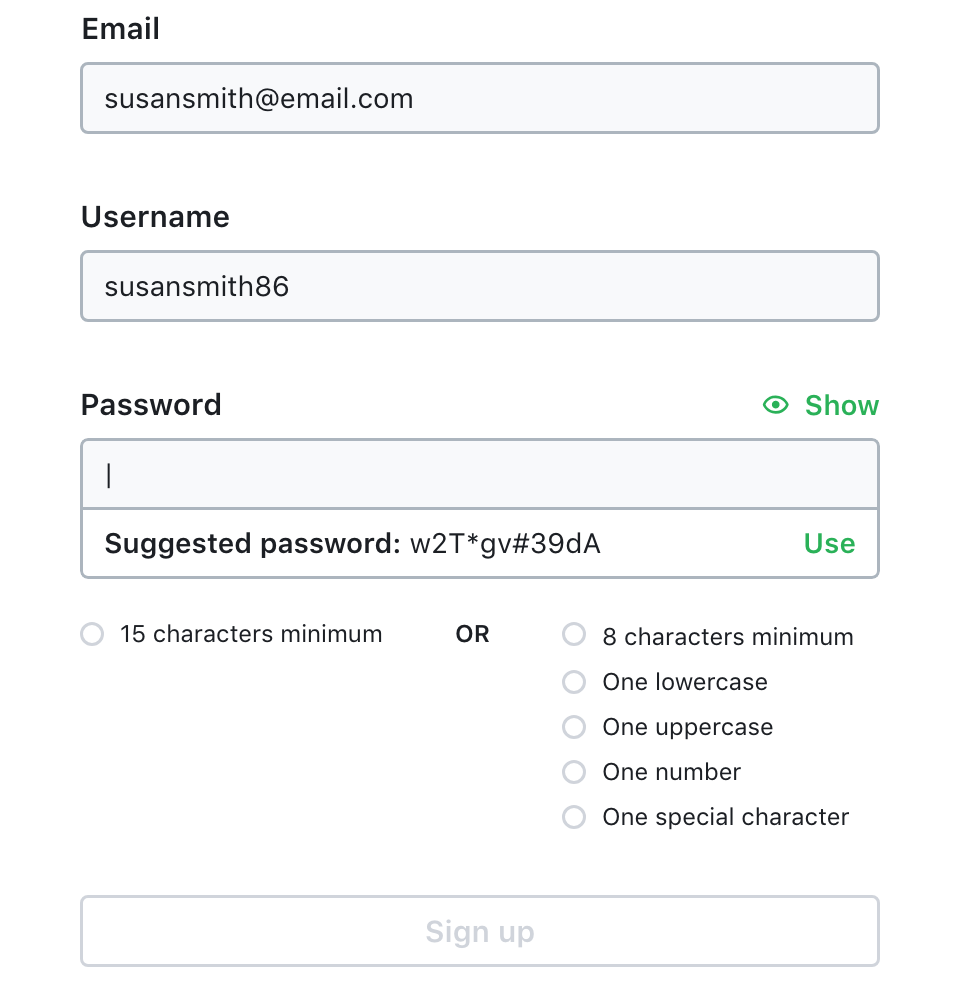 Email
susansmith@email.com
Username
susansmith86
Password
Show
Suggested password: w2T*gv#39dA
Use
15 characters minimum
OR
8 characters minimum
One lowercase
One uppercase
One number
One special character
Sign up